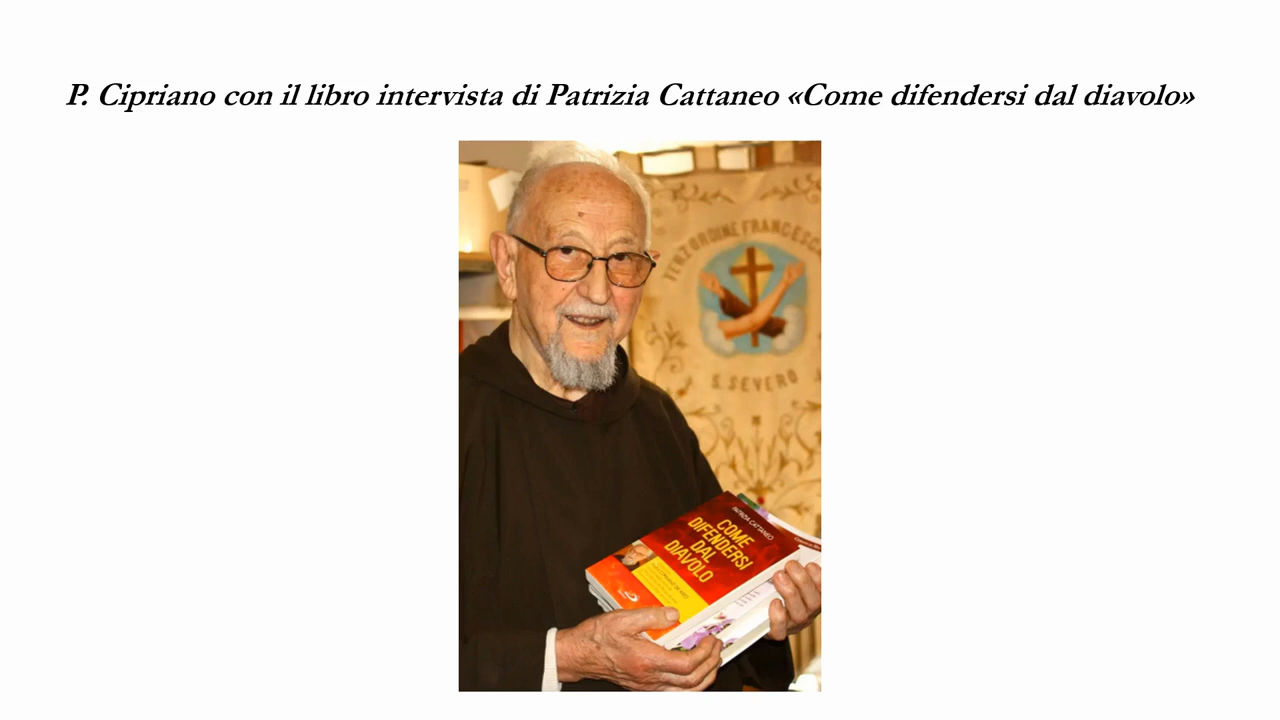 P. Cipriano con il libro intervista di Patrizia Cattaneo «Come difendersi dal diavolo»
TERZ'ORDINE FRANCESC
S. SEVERO
PATRIZIA CATTANEO
COME
DIFENDERSI
DAL
DIAVOLO